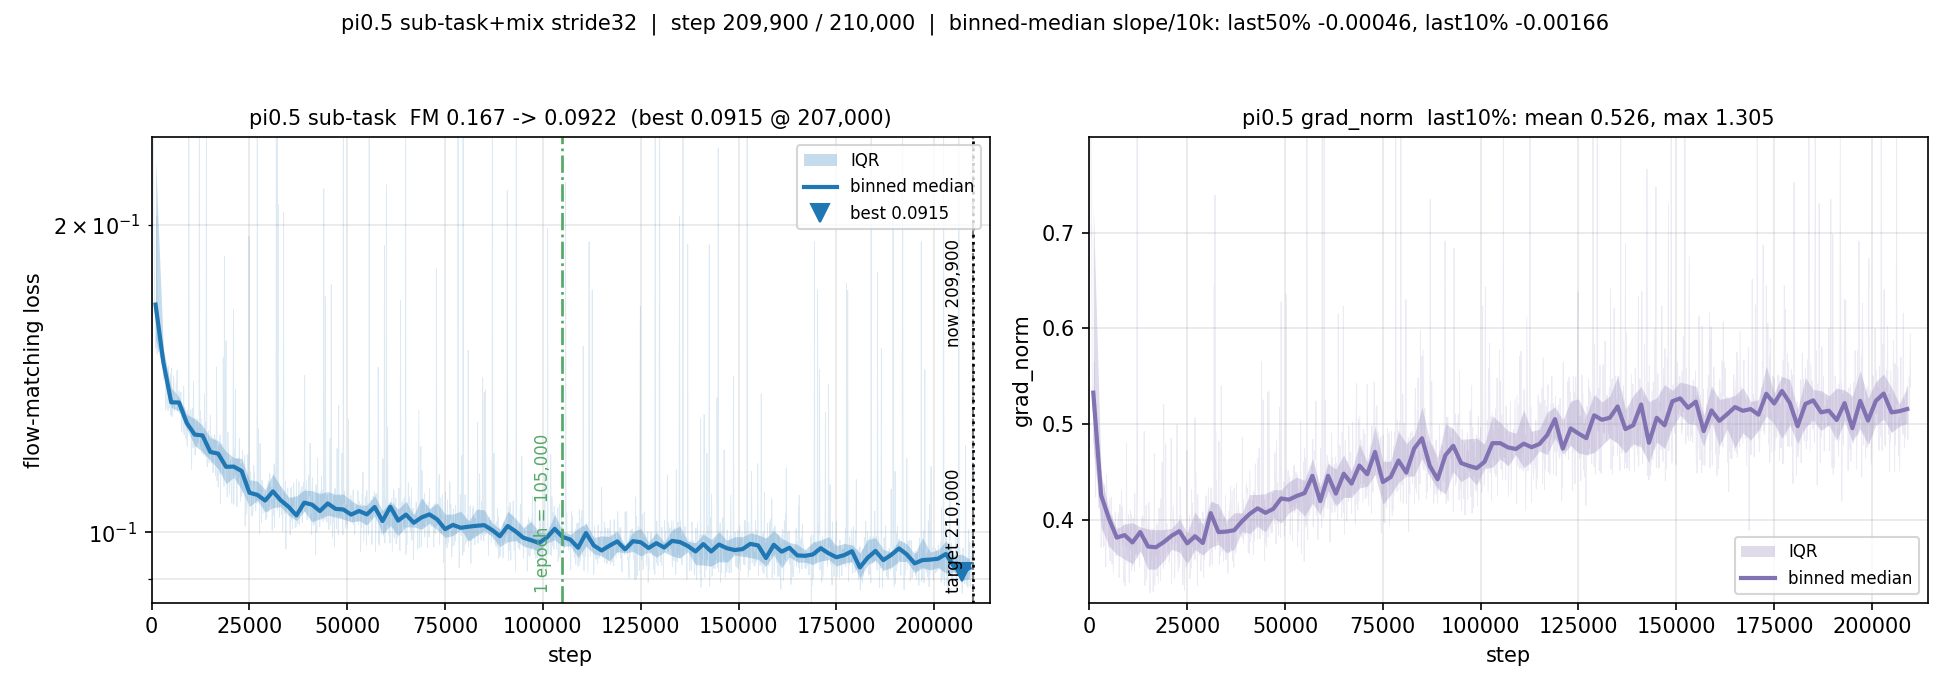 pi0.5 sub-task+mix stride32 | step 209,900 / 210,000 | binned-median slope/10k: last50% -0.00046, last10% -0.00166
pi0.5 sub-task FM 0.167 -> 0.0922 (best 0.0915 @ 207,000)
flow-matching loss
2 × 10⁻¹
10⁻¹
IQR
binned median
best 0.0915
1 epoch = 105,000
now 209,900
target 210,000
0 25000 50000 75000 100000 125000 150000 175000 200000
step
pi0.5 grad_norm last10%: mean 0.526, max 1.305
grad_norm
0.7
0.6
0.5
0.4
IQR
binned median
0 25000 50000 75000 100000 125000 150000 175000 200000
step